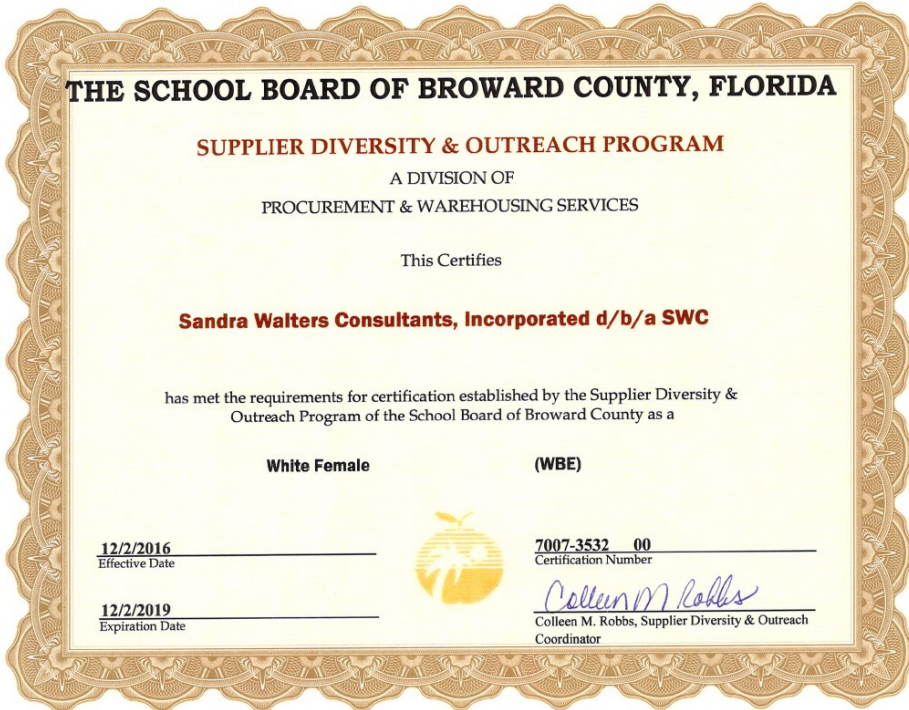 THE SCHOOL BOARD OF BROWARD COUNTY, FLORIDA
SUPPLIER DIVERSITY & OUTREACH PROGRAM
A DIVISION OF
PROCUREMENT & WAREHOUSING SERVICES
This Certifies
Sandra Walters Consultants, Incorporated d/b/a SWC
has met the requirements for certification established by the Supplier Diversity &
Outreach Program of the School Board of Broward County as a
White Female (WBE)
12/2/2016
Effective Date
7007-3532 00
Certification Number
12/2/2019
Expiration Date
Colleen M Robbs
Colleen M. Robbs, Supplier Diversity & Outreach
Coordinator